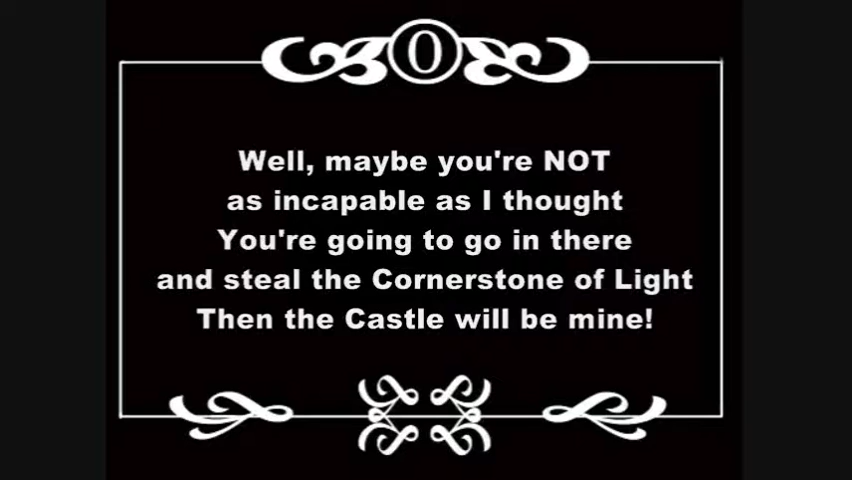 O
Well, maybe you're NOT
as incapable as I thought
You're going to go in there
and steal the Cornerstone of Light
Then the Castle will be mine!